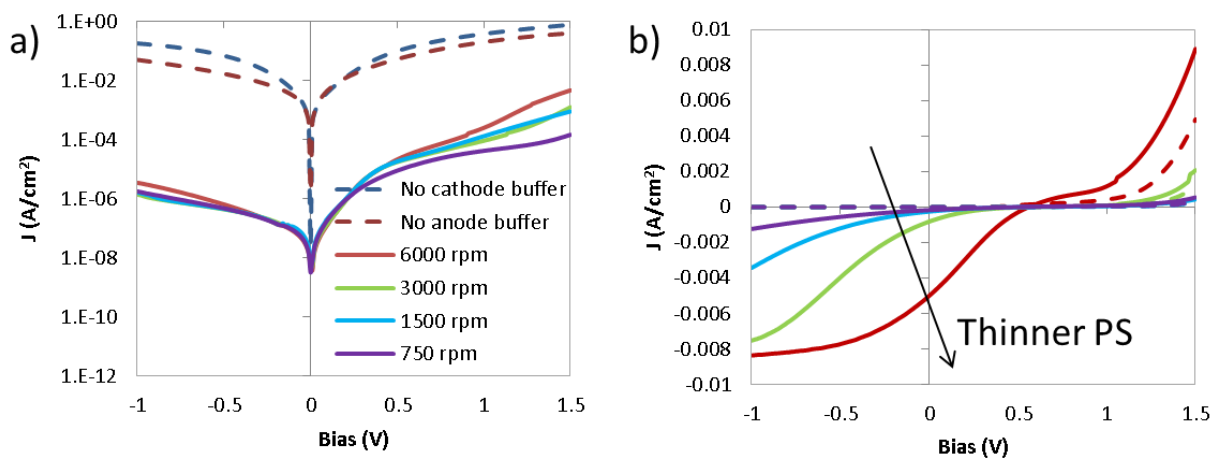 a)
1.E+00
1.E-02
1.E-04
1.E-06
1.E-08
1.E-10
1.E-12
J (A/cm²)
-1
-0.5
0
0.5
1
1.5
Bias (V)
No cathode buffer
No anode buffer
6000 rpm
3000 rpm
1500 rpm
750 rpm
b)
0.01
0.008
0.006
0.004
0.002
0
-0.002
-0.004
-0.006
-0.008
-0.01
J (A/cm²)
-1
-0.5
0
0.5
1
1.5
Bias (V)
Thinner PS